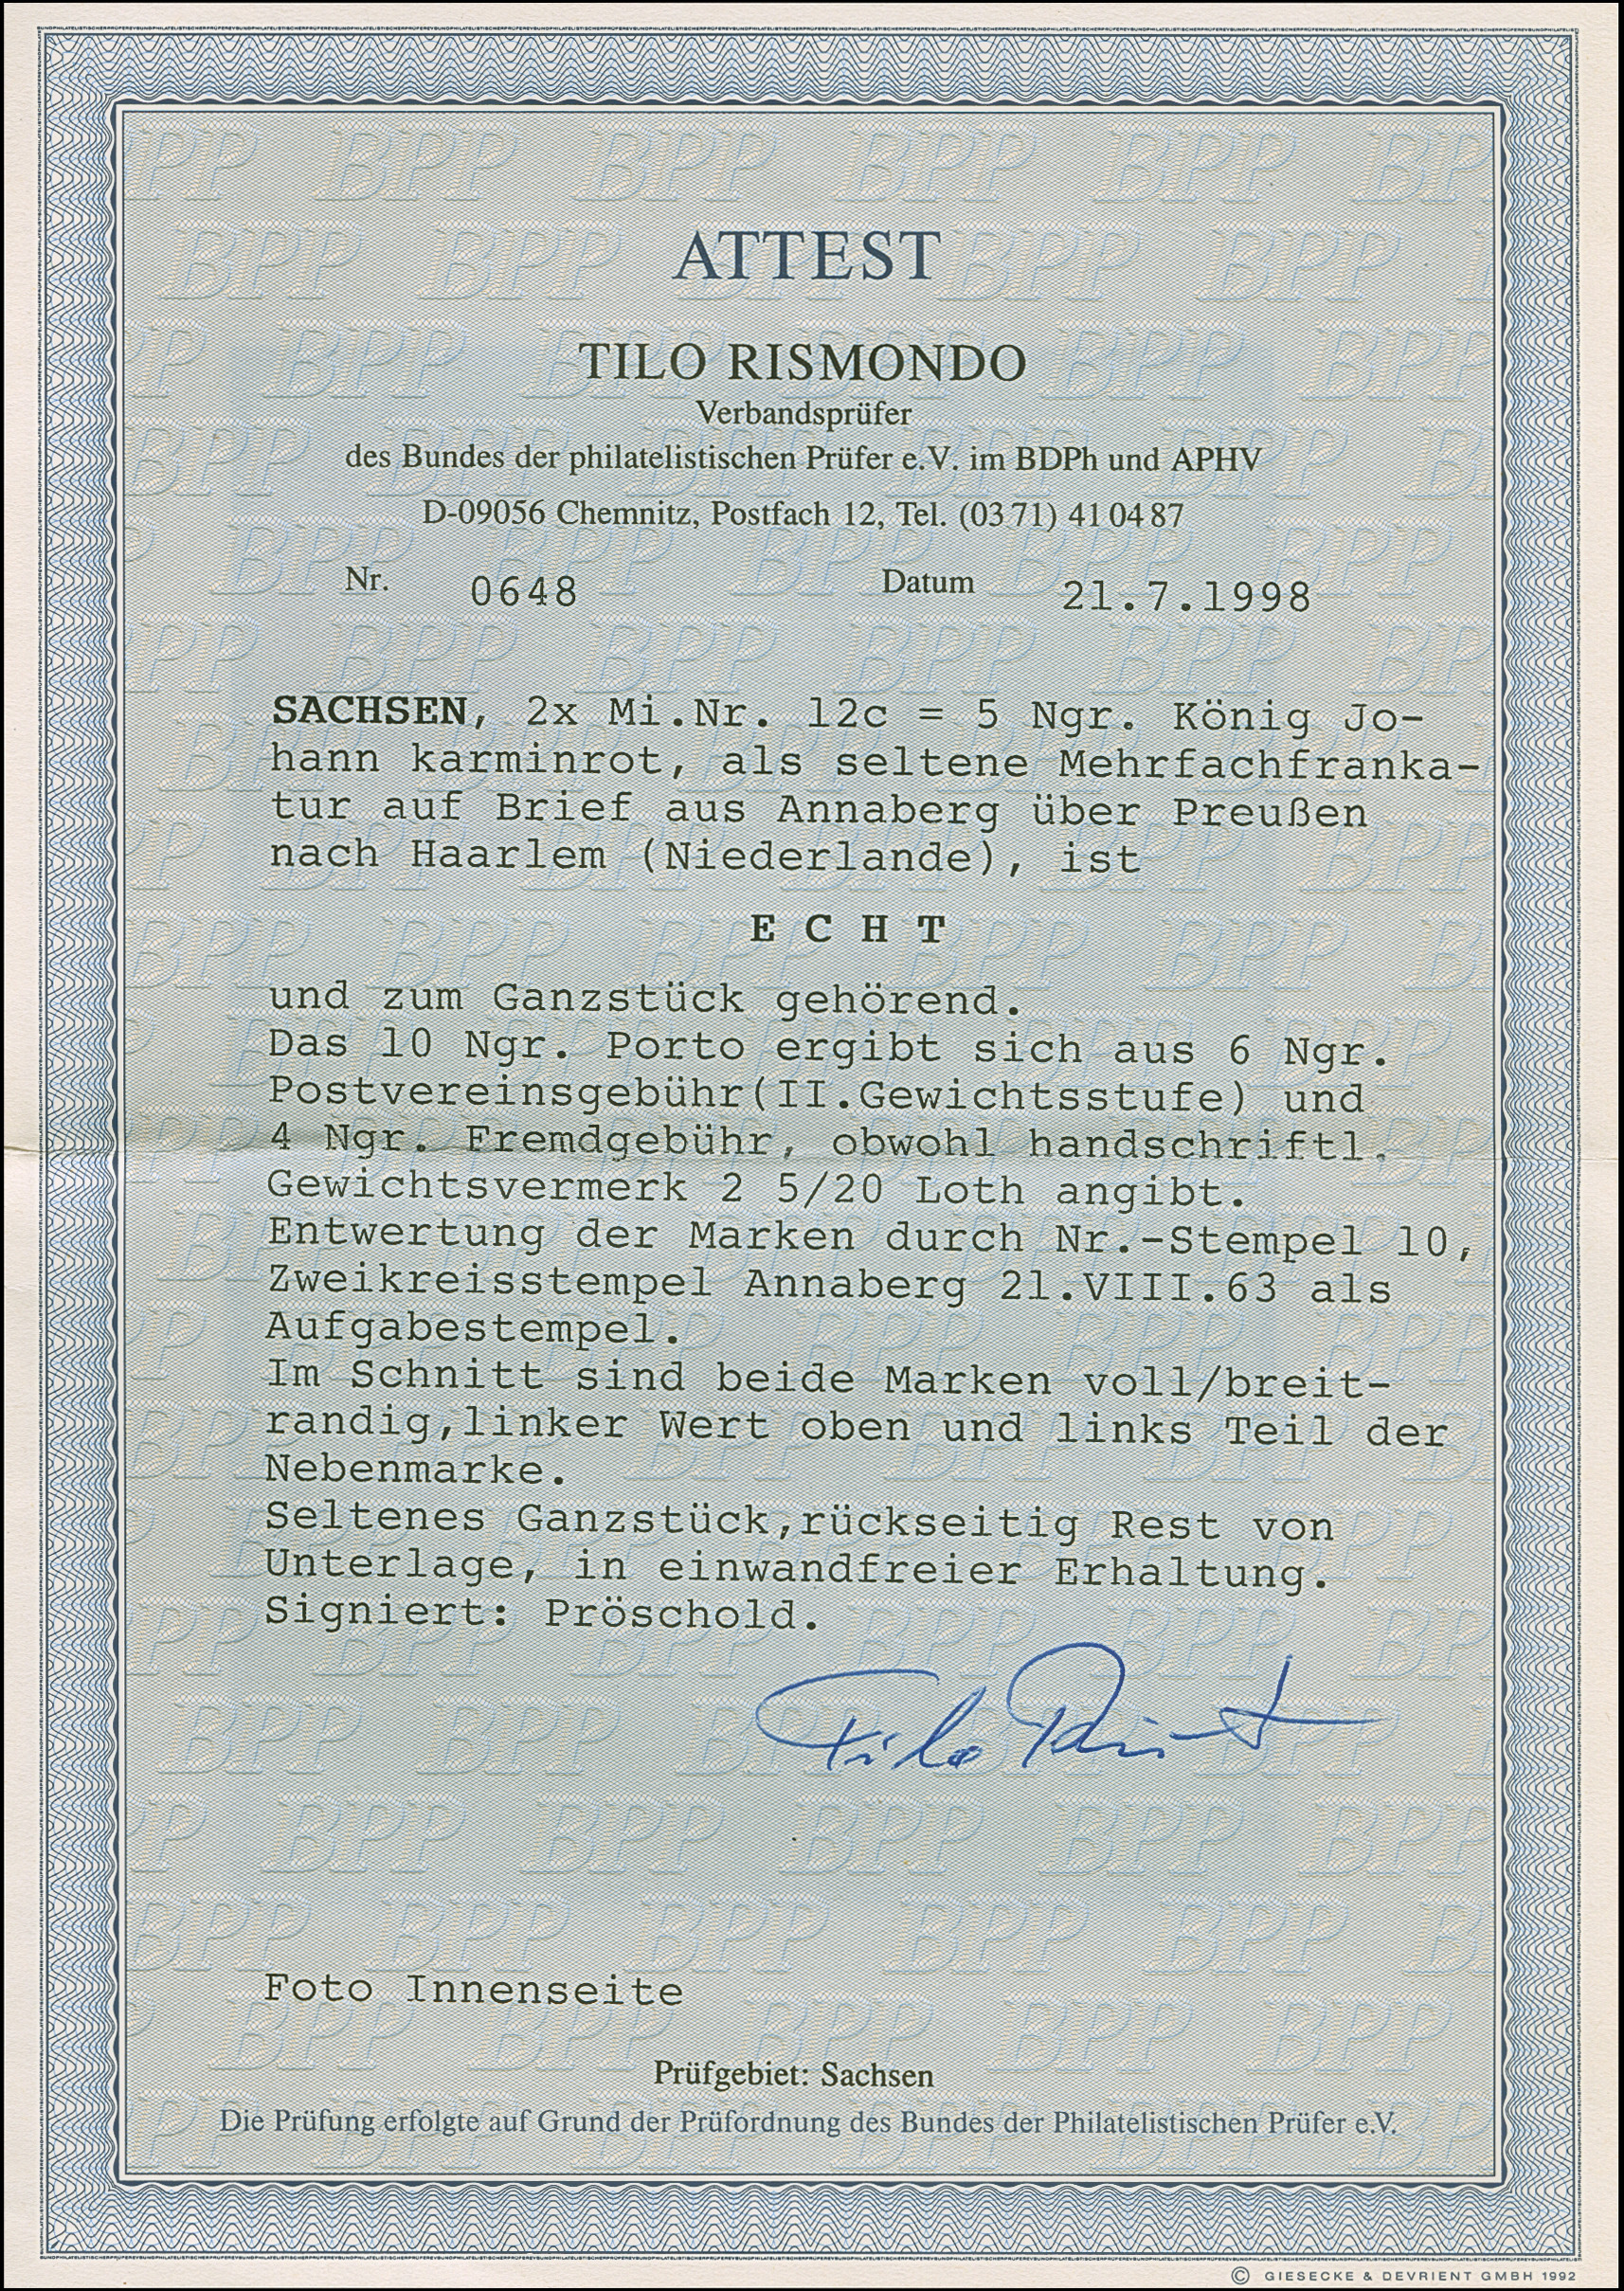 ATTEST
TILO RISMONDO
Verbandsprüfer
des Bundes der philatelistischen Prüfer e.V. im BDPh und APHV
D-09056 Chemnitz, Postfach 12, Tel. (03 71) 41 04 87
Nr. 0648 Datum 21.7.1998
SACHSEN, 2x Mi.Nr. 12c = 5 Ngr. König Jo-
hann karminrot, als seltene Mehrfachfranka-
tur auf Brief aus Annaberg über Preußen
nach Haarlem (Niederlande), ist
E C H T
und zum Ganzstück gehörend.
Das 10 Ngr. Porto ergibt sich aus 6 Ngr.
Postvereinsgebühr(II.Gewichtsstufe) und
4 Ngr. Fremdgebühr, obwohl handschriftl.
Gewichtsvermerk 2 5/20 Loth angibt.
Entwertung der Marken durch Nr.-Stempel 10,
Zweikreisstempel Annaberg 21.VIII.63 als
Aufgabestempel.
Im Schnitt sind beide Marken voll/breit-
randig,linker Wert oben und links Teil der
Nebenmarke.
Seltenes Ganzstück,rückseitig Rest von
Unterlage, in einwandfreier Erhaltung.
Signiert: Pröschold.
Foto Innenseite
Prüfgebiet: Sachsen
Die Prüfung erfolgte auf Grund der Prüfordnung des Bundes der Philatelistischen Prüfer e.V.
© GIESECKE & DEVRIENT GMBH 1992